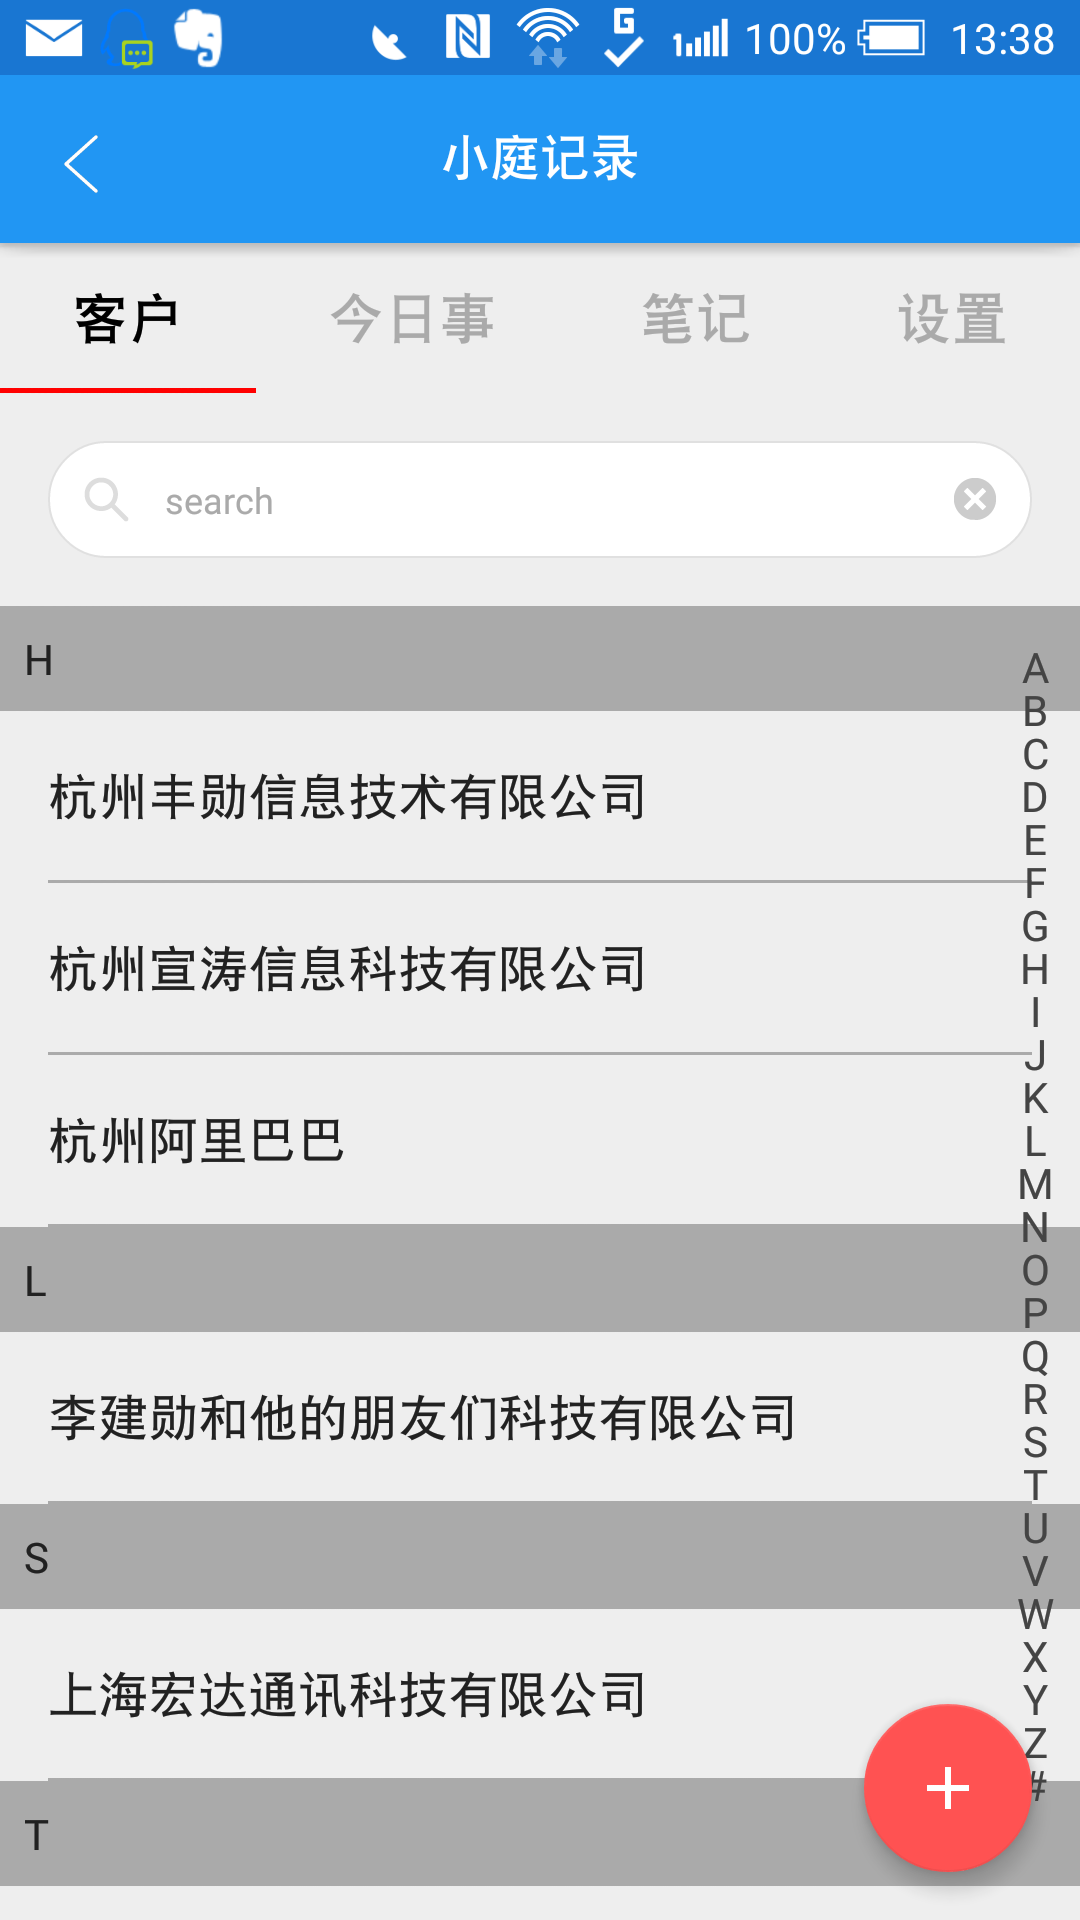 100% 13:38
小庭记录
客户 今日事 笔记 设置
search
H
杭州丰勋信息技术有限公司
杭州宣涛信息科技有限公司
杭州阿里巴巴
L
李建勋和他的朋友们科技有限公司
S
上海宏达通讯科技有限公司
T
A
B
C
D
E
F
G
H
I
J
K
L
M
N
O
P
Q
R
S
T
U
V
W
X
Y
Z
#